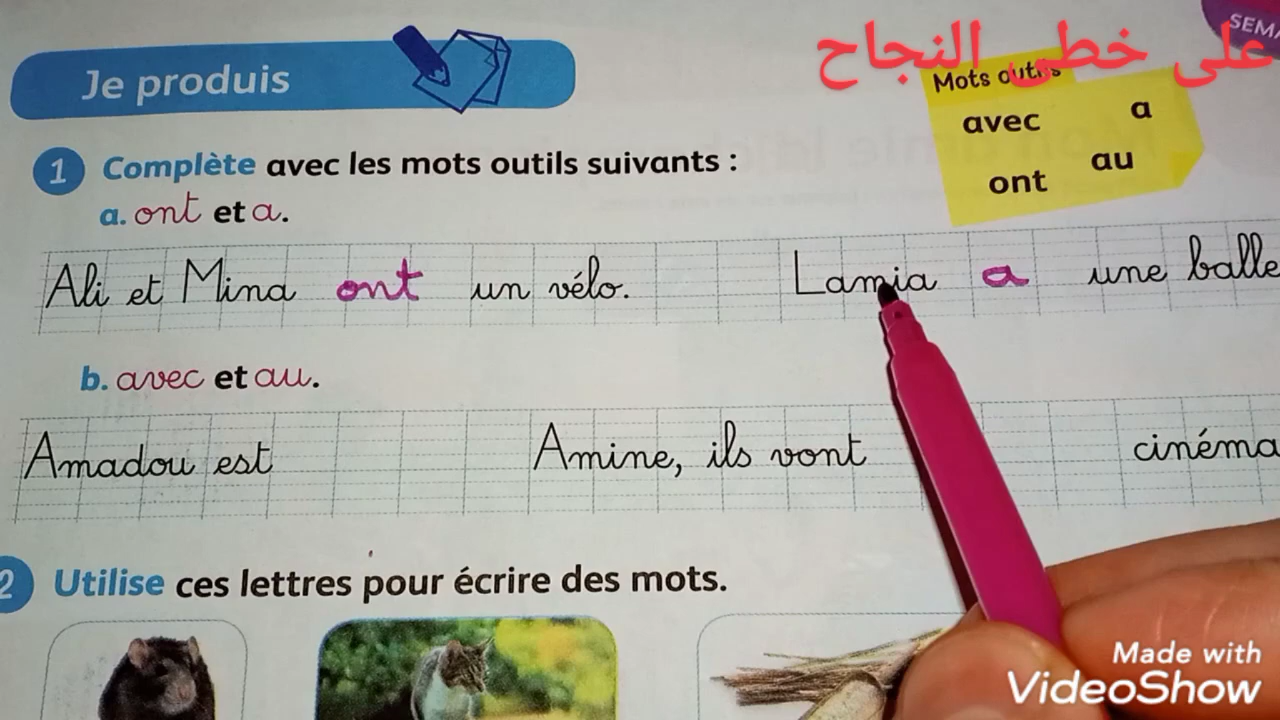 على خطى النجاح
SEMA
Je produis
Mots outils
avec a
ont au
1 Complète avec les mots outils suivants :
a. ont et a.
Ali et Mina ont un vélo. Lamia a une balle
b. avec et au.
Amadou est Amine, ils vont cinéma
2 Utilise ces lettres pour écrire des mots.
Made with
VideoShow